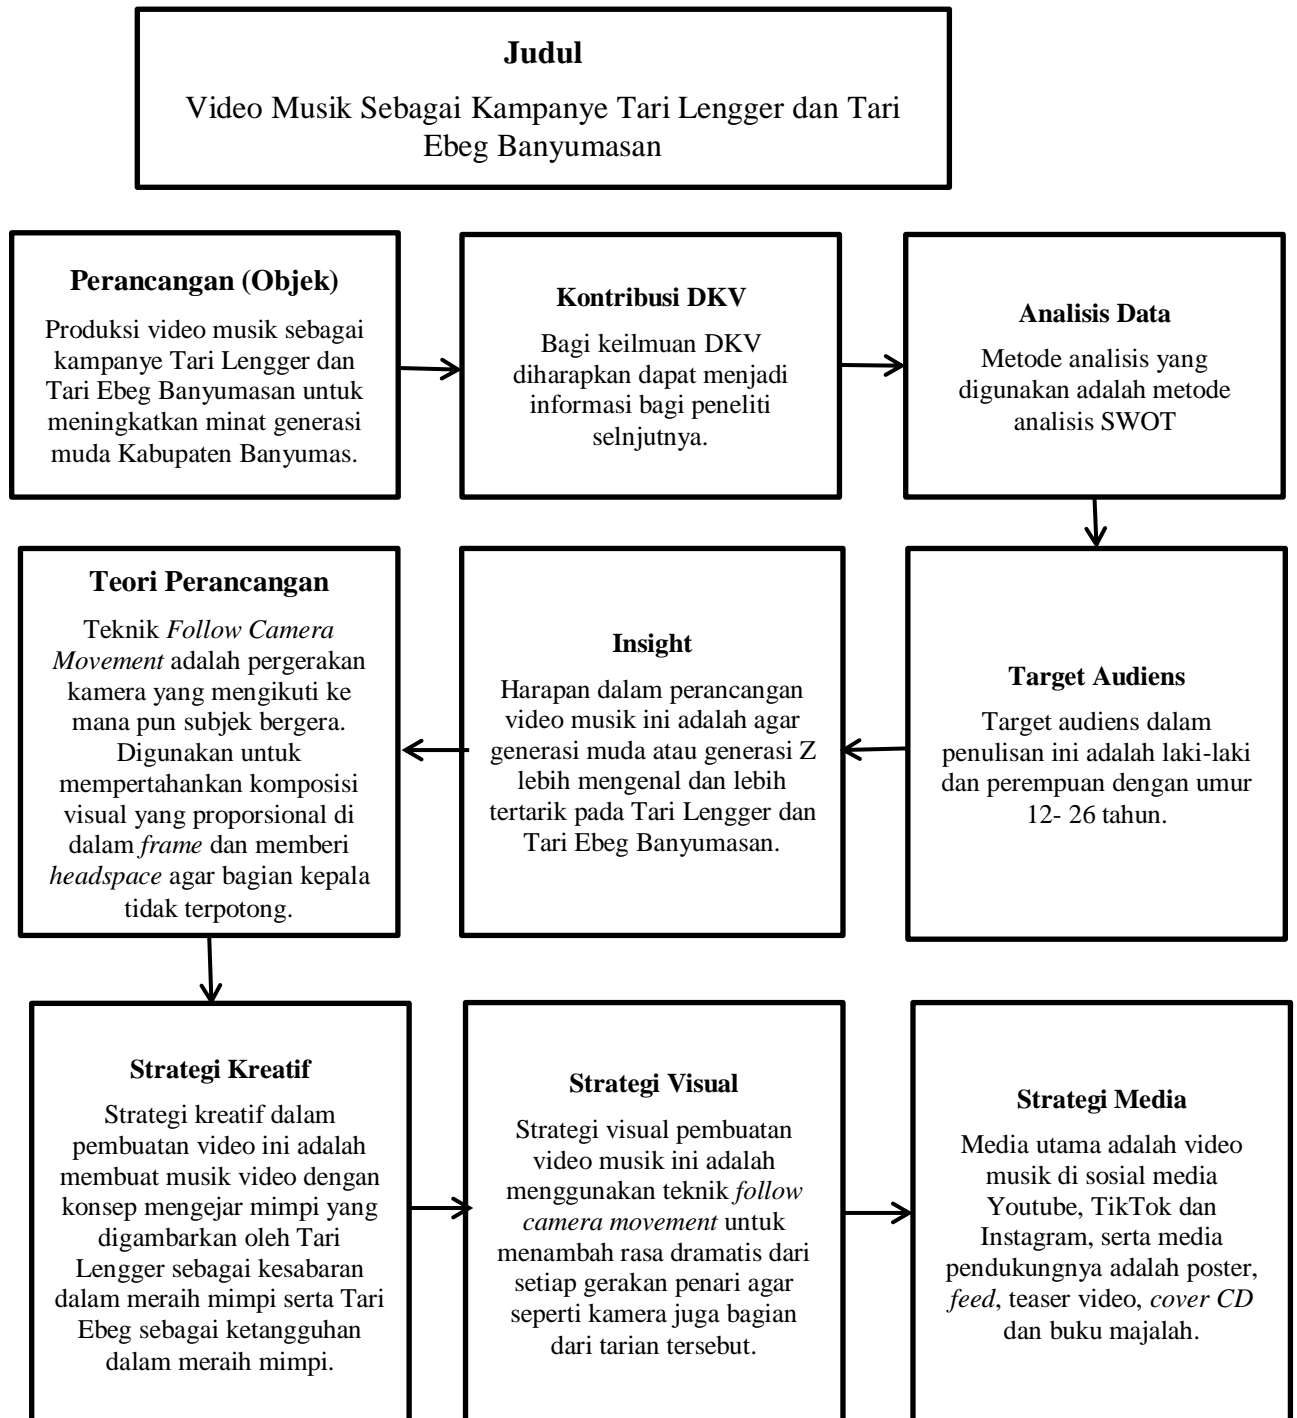 Judul
Video Musik Sebagai Kampanye Tari Lengger dan Tari
Ebeg Banyumasan
Perancangan (Objek)
Produksi video musik sebagai
kampanye Tari Lengger dan
Tari Ebeg Banyumasan untuk
meningkatkan minat generasi
muda Kabupaten Banyumas.
Kontribusi DKV
Bagi keilmuan DKV
diharapkan dapat menjadi
informasi bagi peneliti
selnjutnya.
Analisis Data
Metode analisis yang
digunakan adalah metode
analisis SWOT
Target Audiens
Target audiens dalam
penulisan ini adalah laki-laki
dan perempuan dengan umur
12- 26 tahun.
Insight
Harapan dalam perancangan
video musik ini adalah agar
generasi muda atau generasi Z
lebih mengenal dan lebih
tertarik pada Tari Lengger dan
Tari Ebeg Banyumasan.
Teori Perancangan
Teknik Follow Camera
Movement adalah pergerakan
kamera yang mengikuti ke
mana pun subjek bergera.
Digunakan untuk
mempertahankan komposisi
visual yang proporsional di
dalam frame dan memberi
headspace agar bagian kepala
tidak terpotong.
Strategi Kreatif
Strategi kreatif dalam
pembuatan video ini adalah
membuat musik video dengan
konsep mengejar mimpi yang
digambarkan oleh Tari
Lengger sebagai kesabaran
dalam meraih mimpi serta Tari
Ebeg sebagai ketangguhan
dalam meraih mimpi.
Strategi Visual
Strategi visual pembuatan
video musik ini adalah
menggunakan teknik follow
camera movement untuk
menambah rasa dramatis dari
setiap gerakan penari agar
seperti kamera juga bagian
dari tarian tersebut.
Strategi Media
Media utama adalah video
musik di sosial media
Youtube, TikTok dan
Instagram, serta media
pendukungnya adalah poster,
feed, teaser video, cover CD
dan buku majalah.